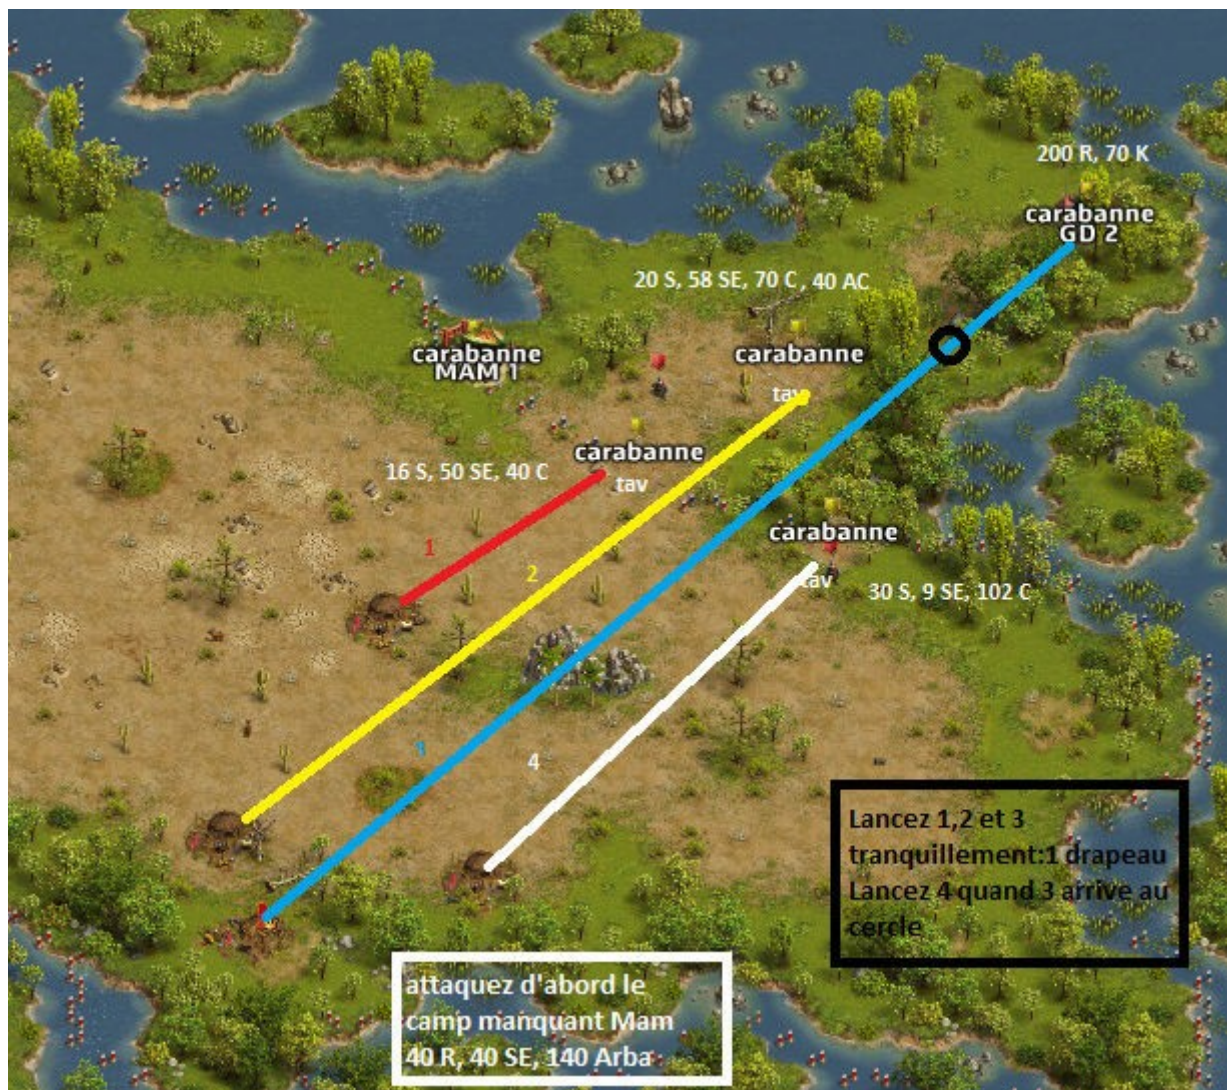 200 R, 70 K
carabanne
GD 2
20 S, 58 SE, 70 C, 40 AC
carabanne
MAM 1
carabanne
tav
carabanne
tav
16 S, 50 SE, 40 C
1
2
carabanne
tav
30 S, 9 SE, 102 C
3
4
Lancez 1,2 et 3
tranquillement:1 drapeau
Lancez 4 quand 3 arrive au
cercle
attaquez d'abord le
camp manquant Mam
40 R, 40 SE, 140 Arba